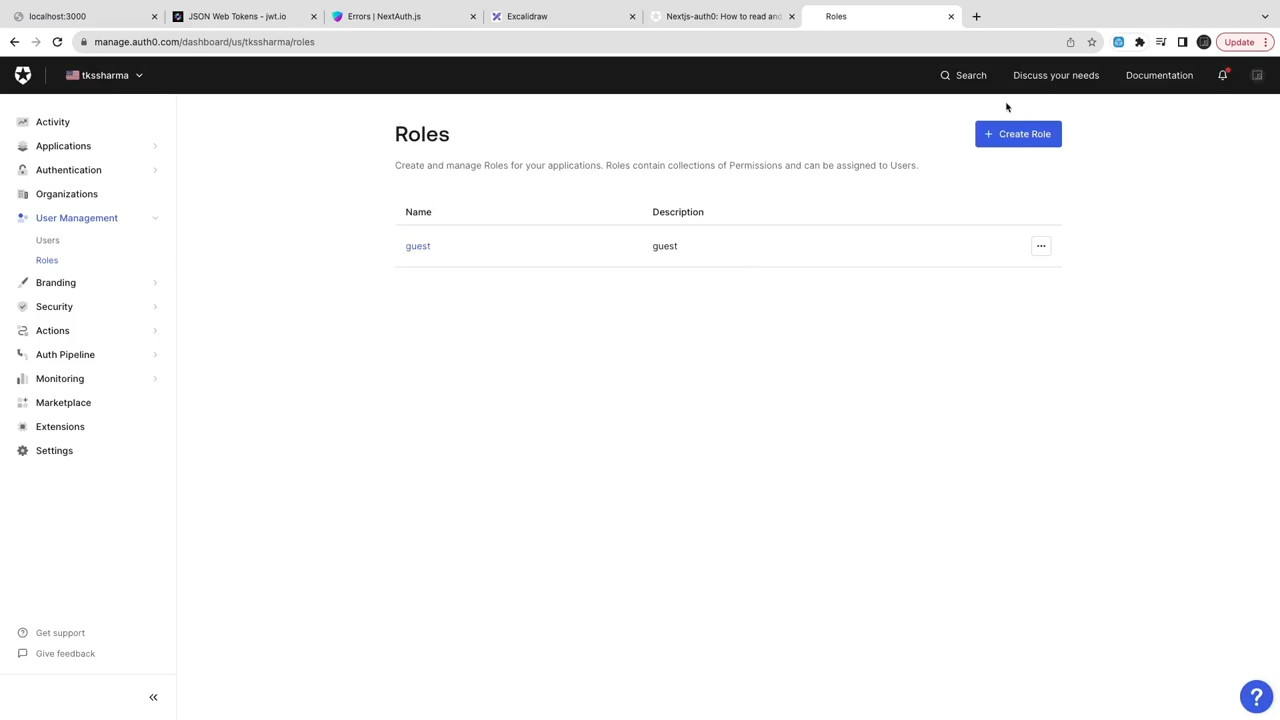 localhost:3000
JSON Web Tokens - jwt.io
Errors | NextAuth.js
Excalidraw
Nextjs-auth0: How to read and
Roles
manage.auth0.com/dashboard/us/tkssharma/roles
Update
tkssharma
Search
Discuss your needs
Documentation
Activity
Applications
Authentication
Organizations
User Management
Users
Roles
Branding
Security
Actions
Auth Pipeline
Monitoring
Marketplace
Extensions
Settings
Get support
Give feedback
Roles
+ Create Role
Create and manage Roles for your applications. Roles contain collections of Permissions and can be assigned to Users.
Name Description
guest guest